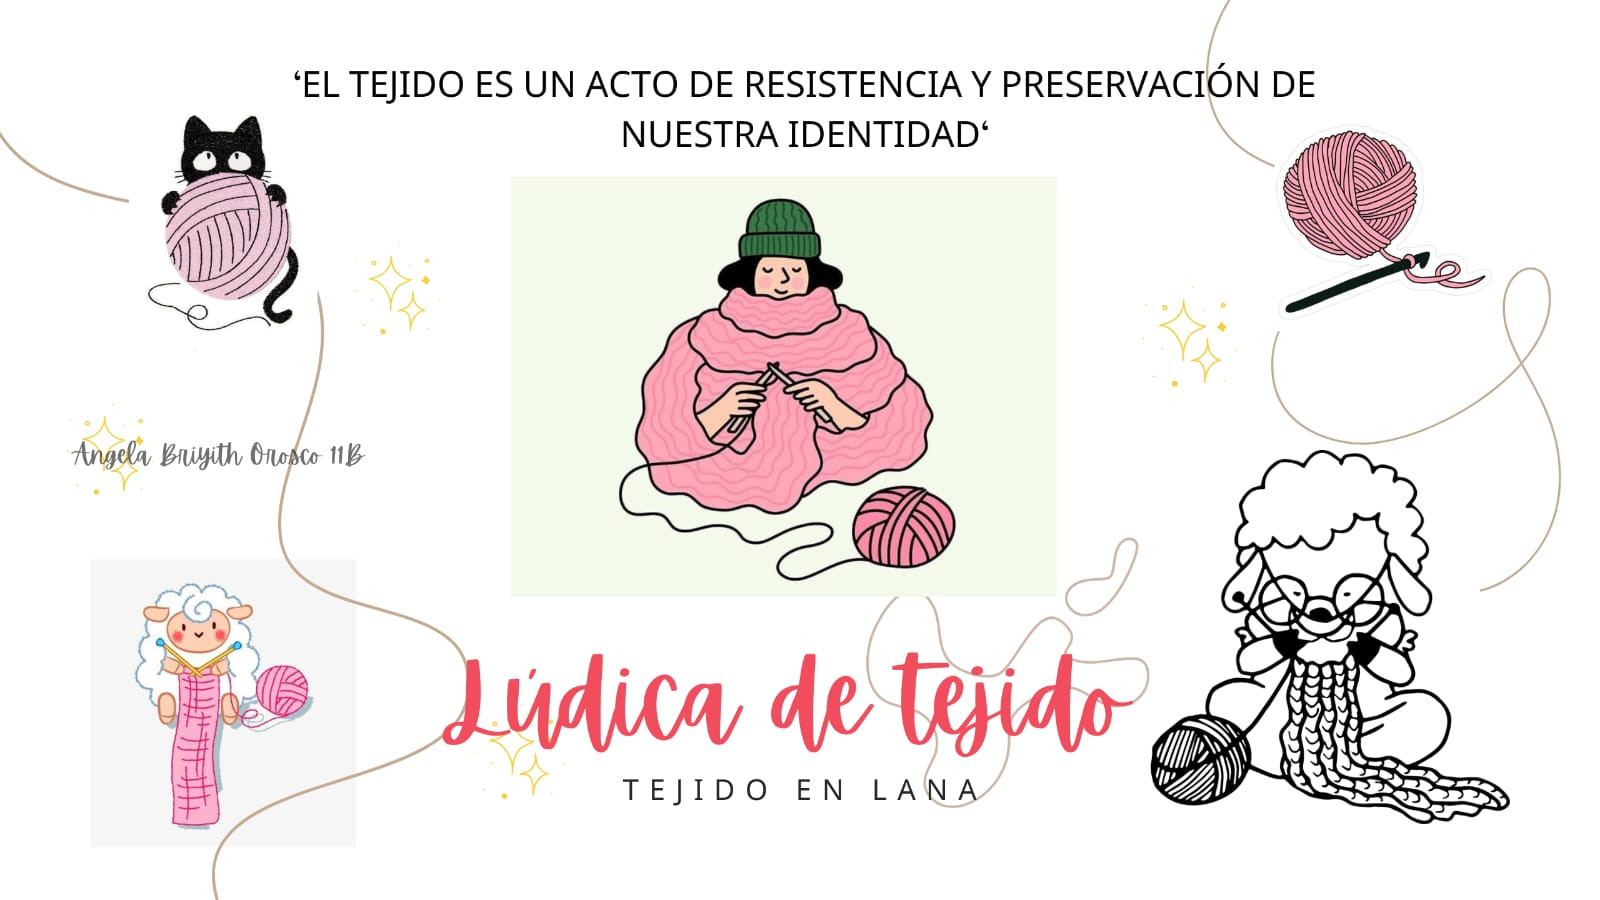 ‘EL TEJIDO ES UN ACTO DE RESISTENCIA Y PRESERVACIÓN DE
NUESTRA IDENTIDAD‘
Angela Briyith Orosco 11B
Lúdica de tejido
TEJIDO EN LANA